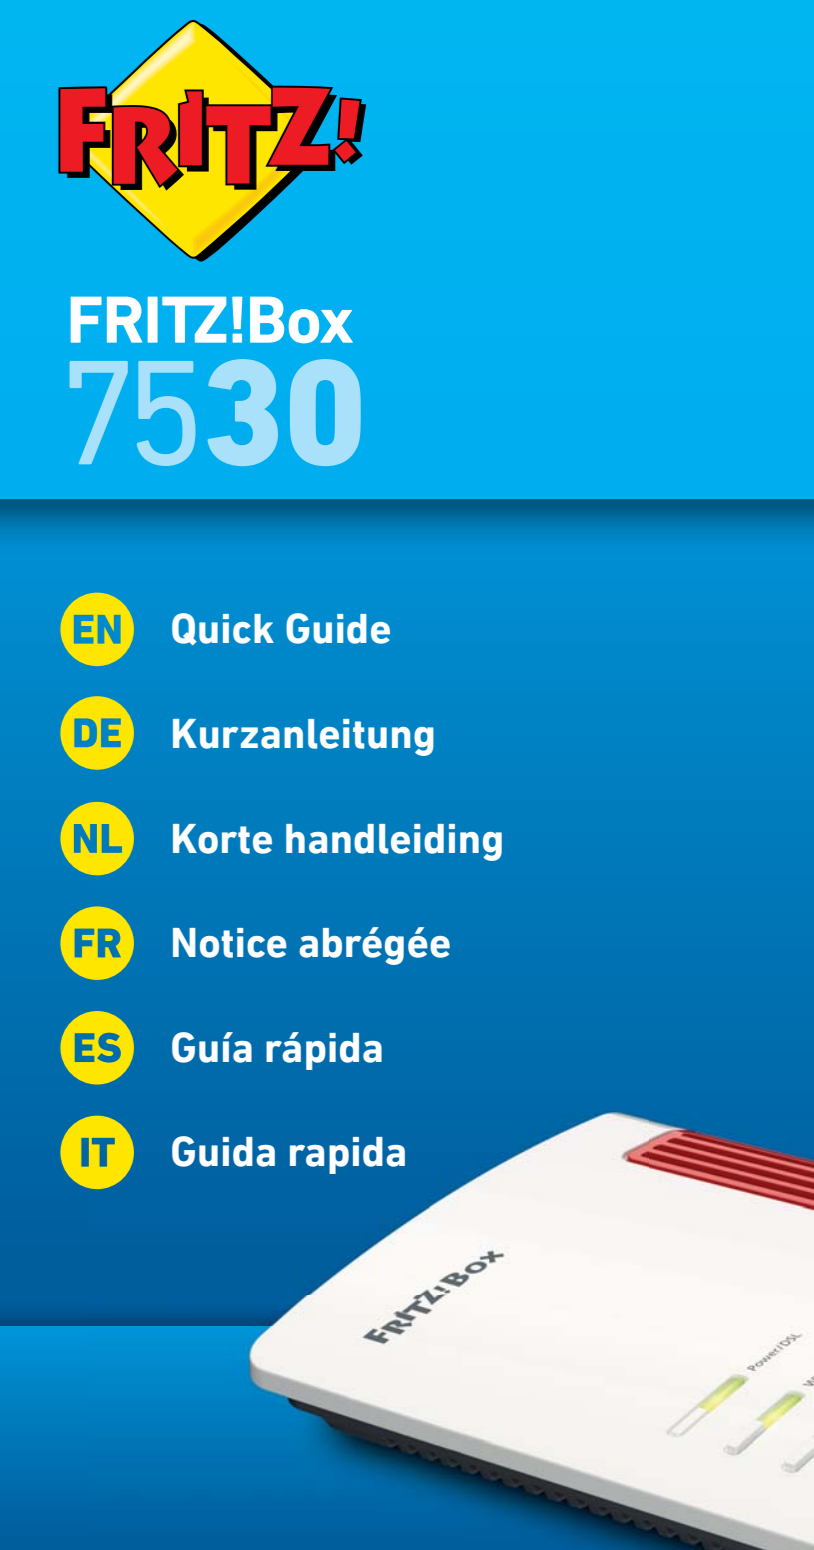 FRITZ!
FRITZ!Box
7530
EN Quick Guide
DE Kurzanleitung
NL Korte handleiding
FR Notice abrégée
ES Guía rápida
IT Guida rapida
FRITZ!Box
Power/DSL